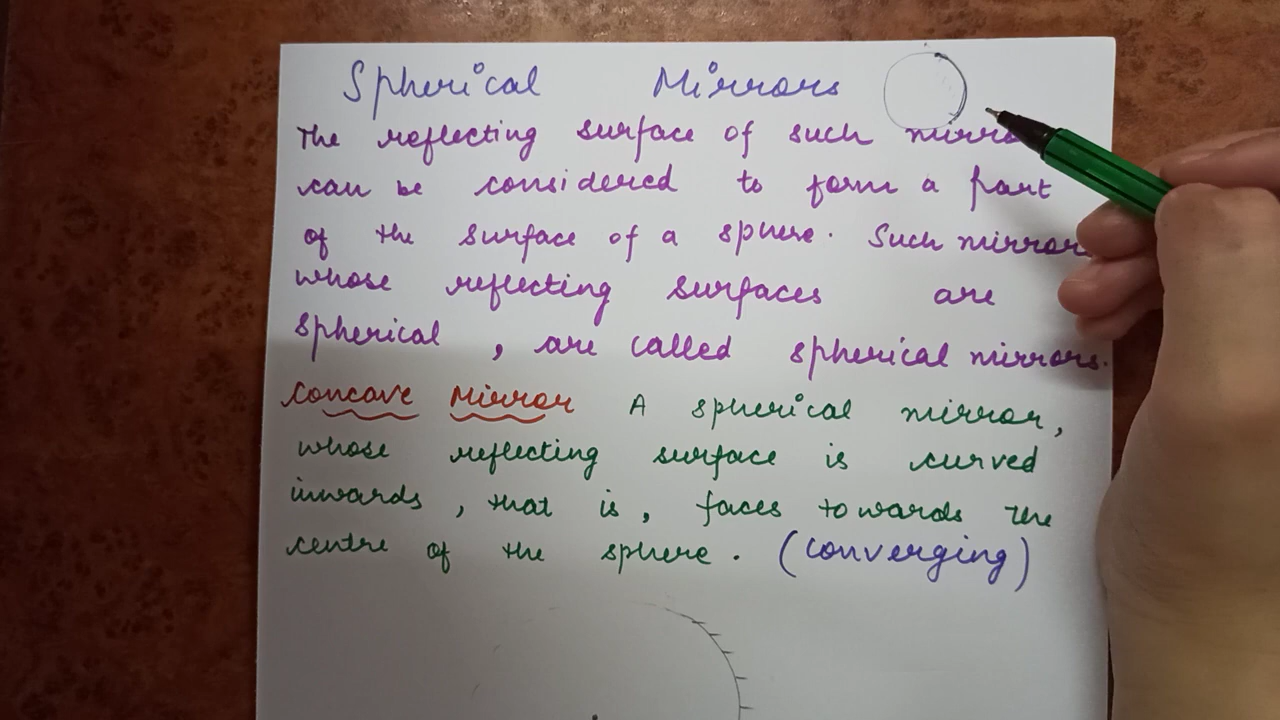 Spherical Mirrors
The reflecting surface of such mirro
can be considered to form a part
of the surface of a sphere. Such mirror
whose reflecting surfaces are
spherical, are called spherical mirrors.
Concave Mirror A spherical mirror,
whose reflecting surface is curved
inwards, that is, faces towards the
centre of the sphere. (converging)